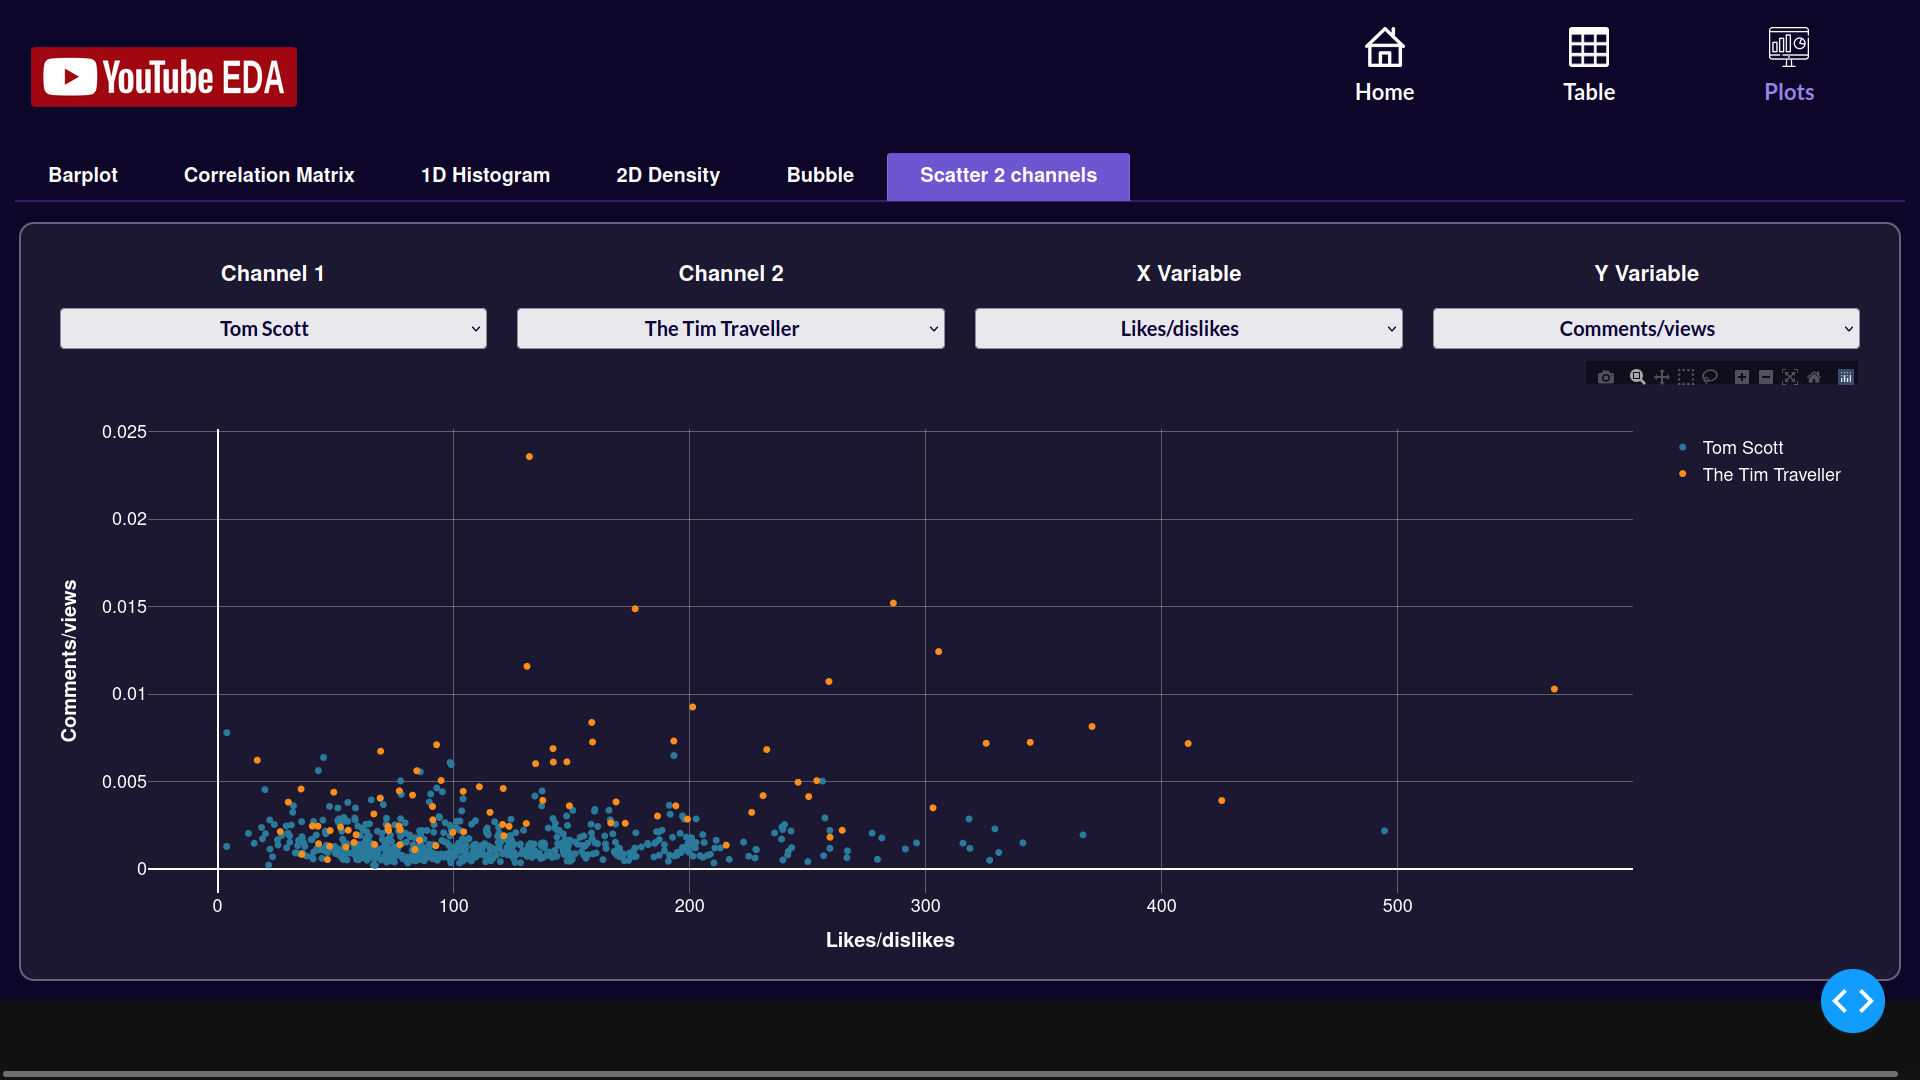 YouTube EDA
Home
Table
Plots
Barplot
Correlation Matrix
1D Histogram
2D Density
Bubble
Scatter 2 channels
Channel 1
Channel 2
X Variable
Y Variable
Tom Scott
The Tim Traveller
Likes/dislikes
Comments/views
0.025
0.02
0.015
0.01
0.005
0
Comments/views
0
100
200
300
400
500
Likes/dislikes
Tom Scott
The Tim Traveller